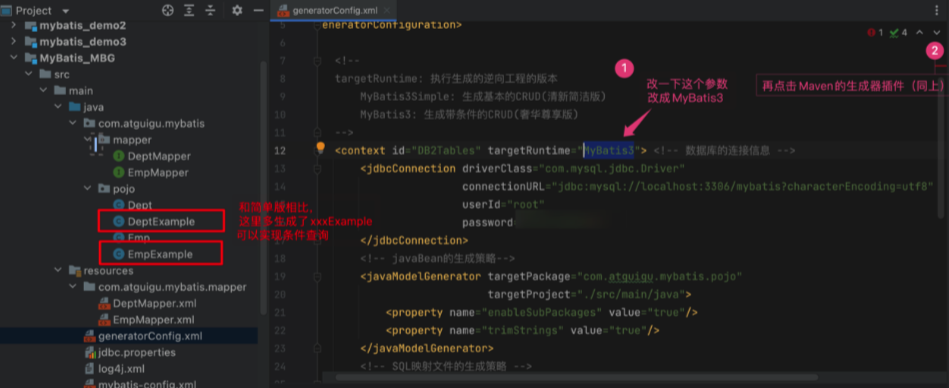 Project
generatorConfig.xml
mybatis_demo2
mybatis_demo3
MyBatis_MBG
src
main
java
com.atguigu.mybatis
mapper
DeptMapper
EmpMapper
pojo
Dept
DeptExample
Emp
EmpExample
resources
com.atguigu.mybatis.mapper
DeptMapper.xml
EmpMapper.xml
generatorConfig.xml
jdbc.properties
log4j.xml
mybatis-config.xml
和简单版相比,
这里多生成了xxxExample
可以实现条件查询
1 4
5 eneratorConfiguration>
6
7 <!--
8 targetRuntime: 执行生成的逆向工程的版本
9 MyBatis3Simple: 生成基本的CRUD(清新简洁版)
10 MyBatis3: 生成带条件的CRUD(奢华尊享版)
11 -->
12 <context id="DB2Tables" targetRuntime="MyBatis3"> <!-- 数据库的连接信息 -->
13 <jdbcConnection driverClass="com.mysql.jdbc.Driver"
14 connectionURL="jdbc:mysql://localhost:3306/mybatis?characterEncoding=utf8"
15 userId="root"
16 password
17 </jdbcConnection>
18 <!-- javaBean的生成策略-->
19 <javaModelGenerator targetPackage="com.atguigu.mybatis.pojo"
20 targetProject="./src/main/java">
21 <property name="enableSubPackages" value="true"/>
22 <property name="trimStrings" value="true"/>
23 </javaModelGenerator>
24 <!-- SQL映射文件的生成策略 -->
1
改一下这个参数
改成 MyBatis3
2
再点击 Maven 的生成器插件（同上）